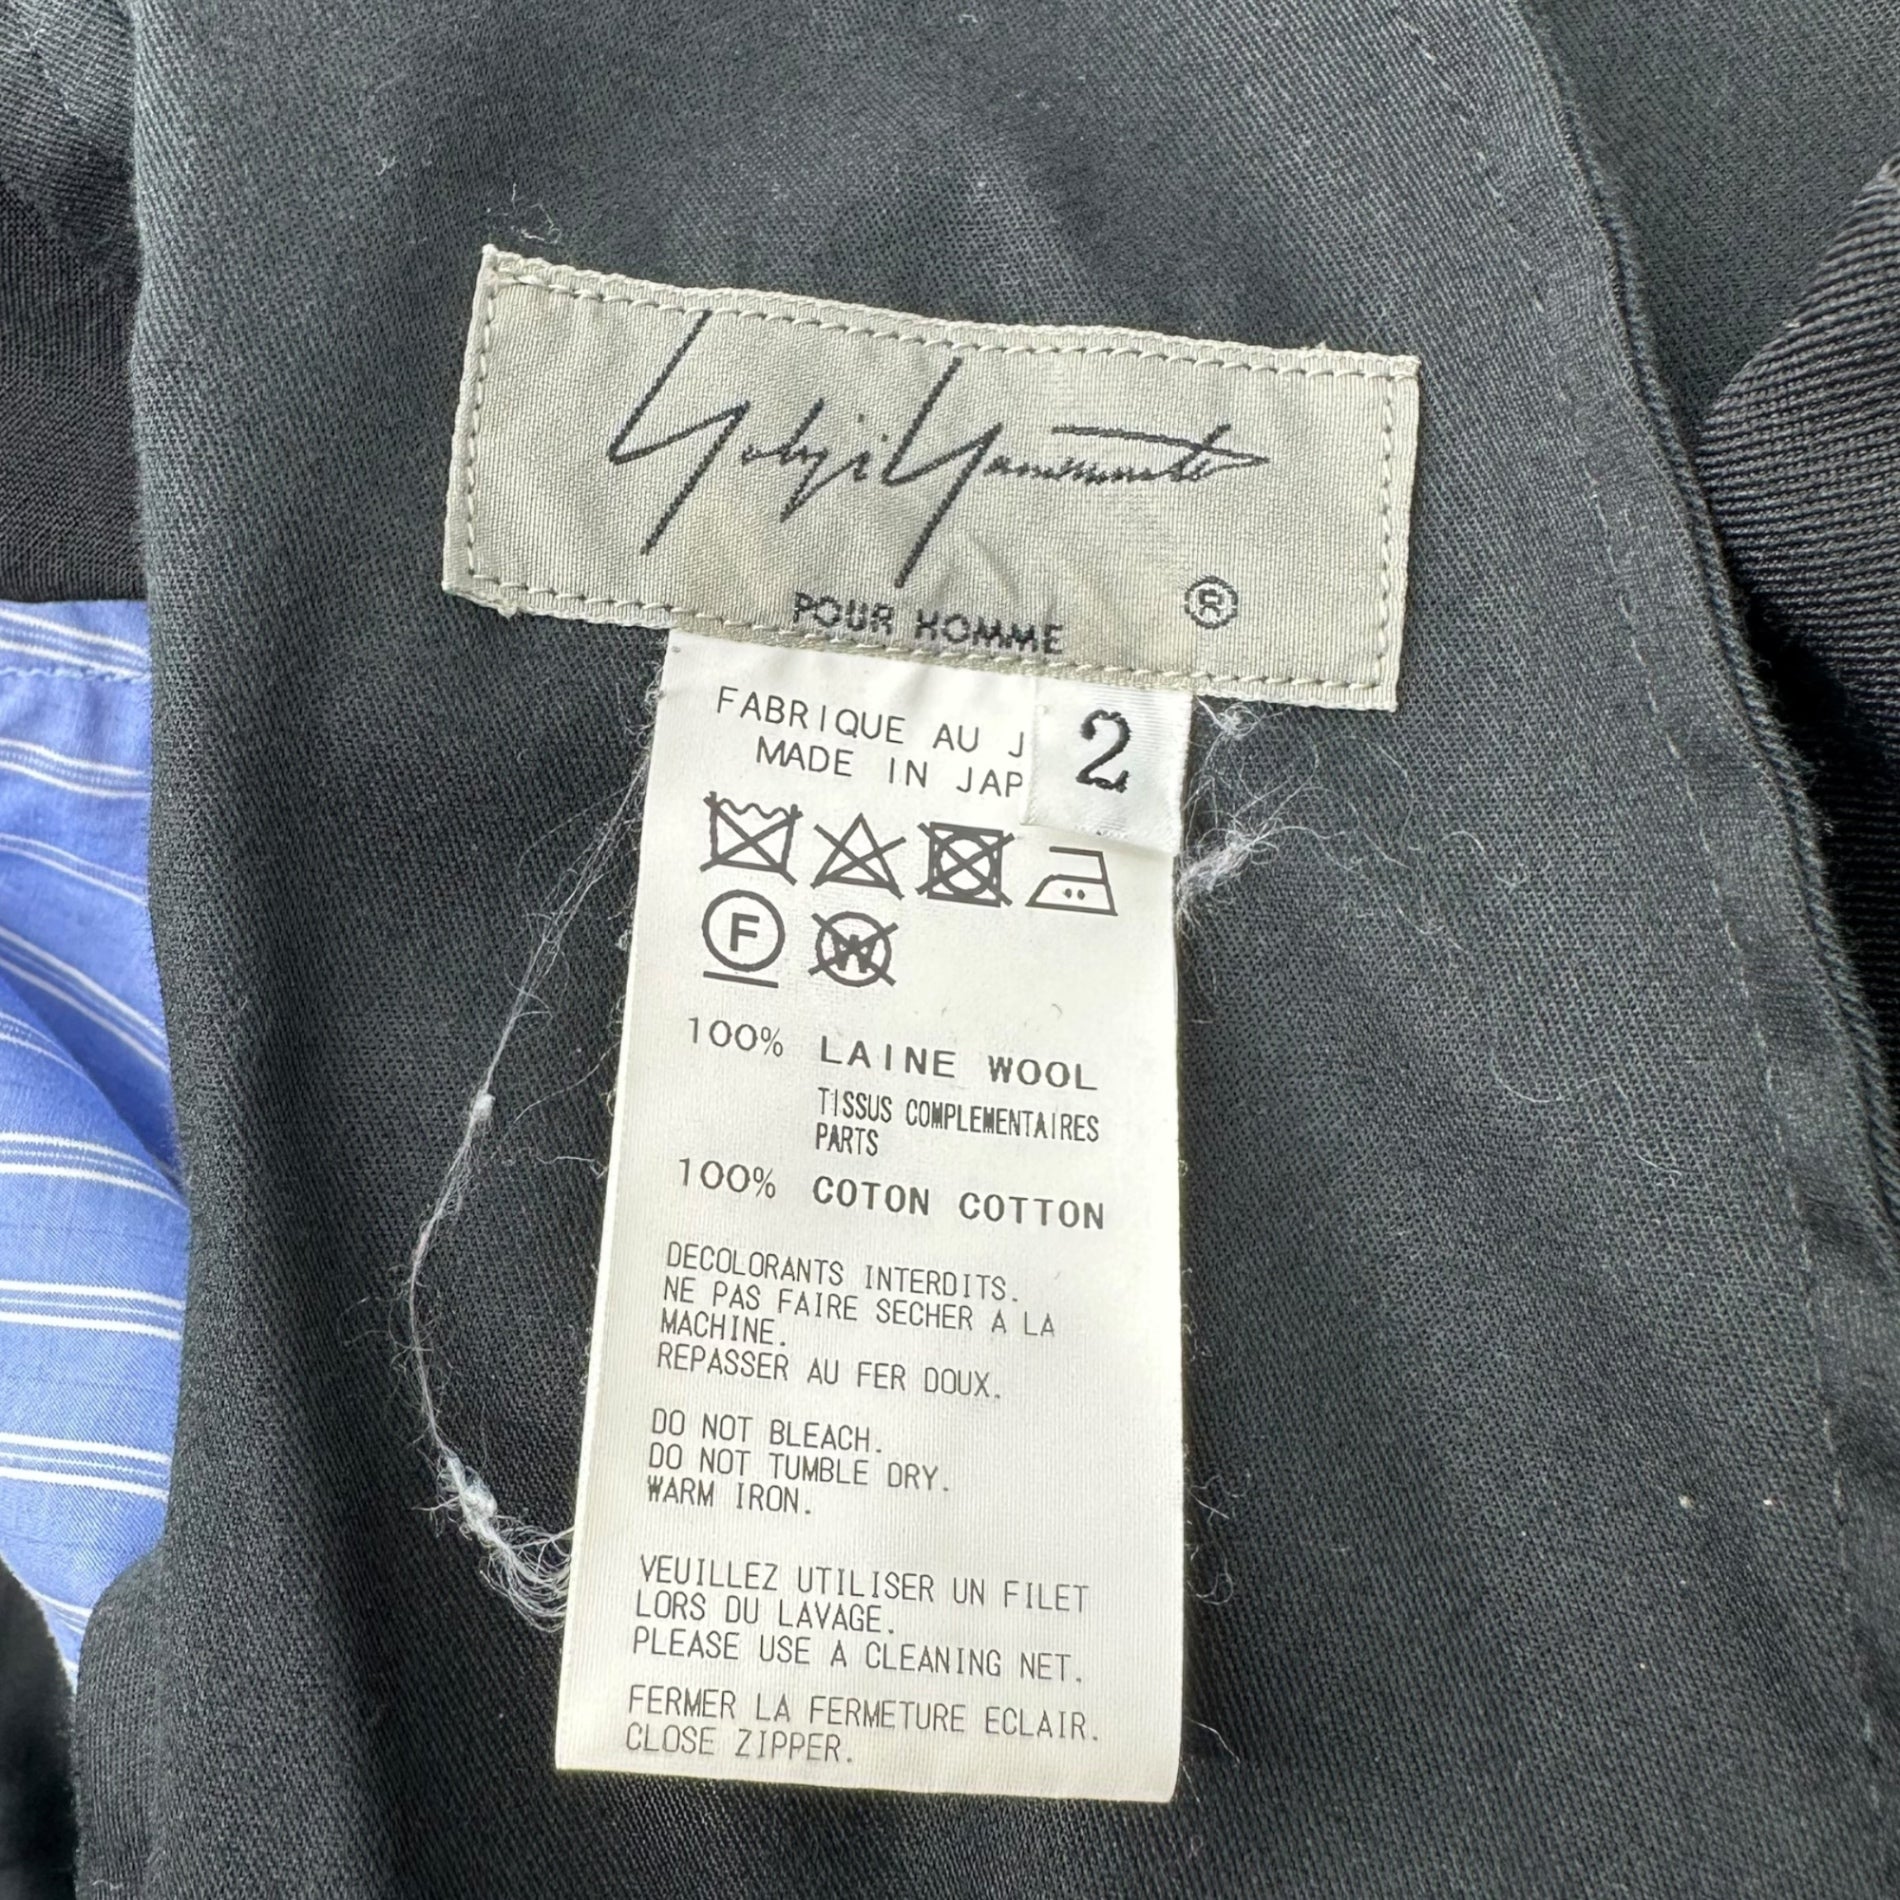 Yohji Yamamoto
POUR HOMME ®
FABRIQUE AU J
MADE IN JAP
2
F
W
100% LAINE WOOL
TISSUS COMPLEMENTAIRES
PARTS
100% COTON COTTON
DECOLORANTS INTERDITS.
NE PAS FAIRE SECHER A LA
MACHINE.
REPASSER AU FER DOUX.
DO NOT BLEACH.
DO NOT TUMBLE DRY.
WARM IRON.
VEUILLEZ UTILISER UN FILET
LORS DU LAVAGE.
PLEASE USE A CLEANING NET.
FERMER LA FERMETURE ECLAIR.
CLOSE ZIPPER.